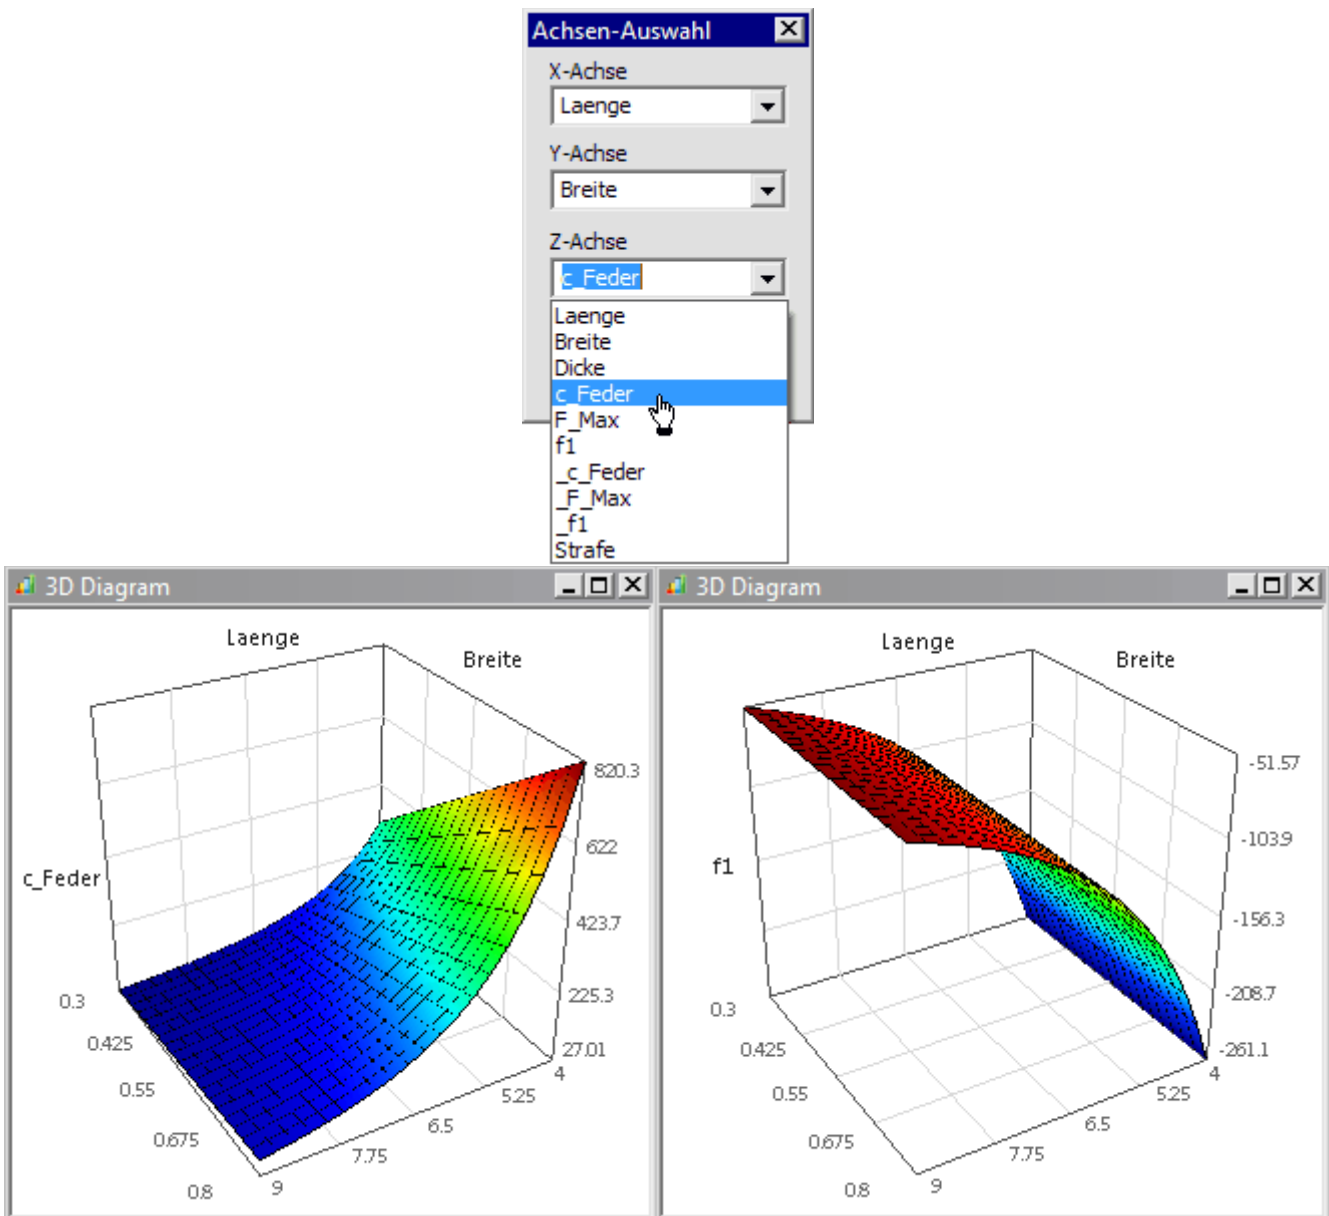 Achsen-Auswahl
X-Achse
Laenge
Y-Achse
Breite
Z-Achse
c_Feder
Laenge
Breite
Dicke
c_Feder
F_Max
f1
_c_Feder
_F_Max
_f1
Strafe
3D Diagram
Laenge
Breite
c_Feder
820.3
622
423.7
225.3
27.01
0.3
0.425
0.55
0.675
0.8
9
7.75
6.5
5.25
4
3D Diagram
Laenge
Breite
f1
-51.57
-103.9
-156.3
-208.7
-261.1
0.3
0.425
0.55
0.675
0.8
9
7.75
6.5
5.25
4